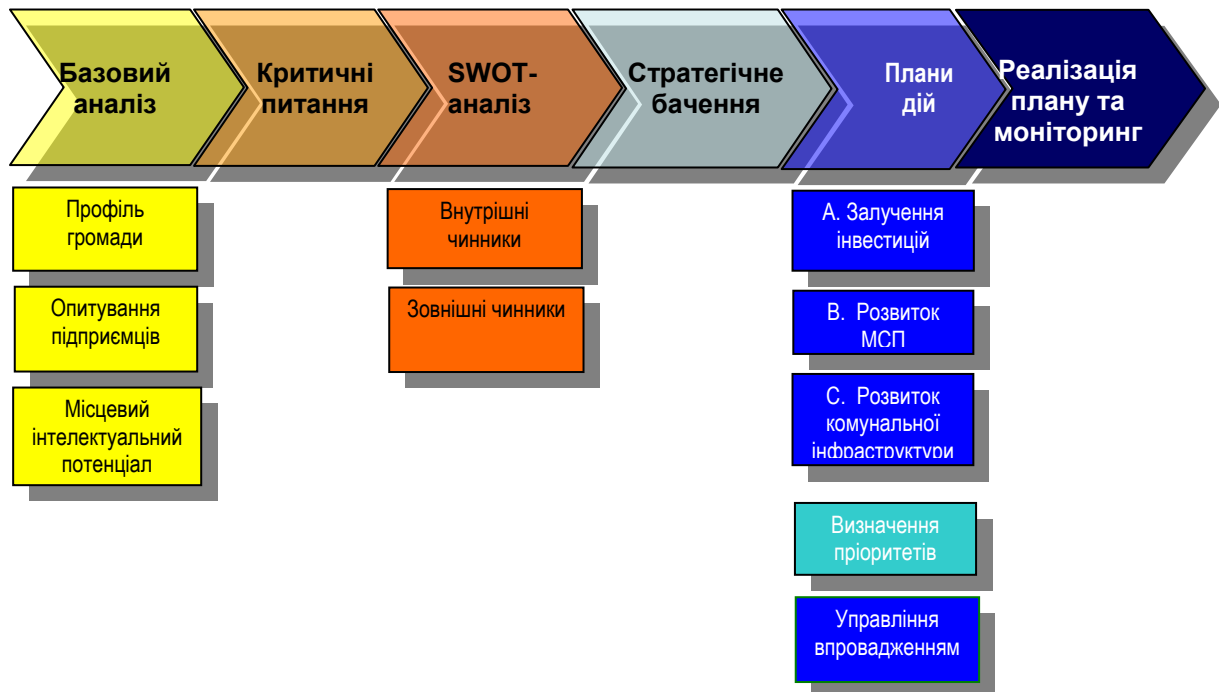 Базовий
аналіз
Критичні
питання
SWOT-
аналіз
Стратегічне
бачення
Плани
дій
Реалізація
плану та
моніторинг
Профіль
громади
Опитування
підприємців
Місцевий
інтелектуальний
потенціал
Внутрішні
чинники
Зовнішні чинники
А. Залучення
інвестицій
В. Розвиток
МСП
С. Розвиток
комунальної
інфраструктури
Визначення
пріоритетів
Управління
впровадженням